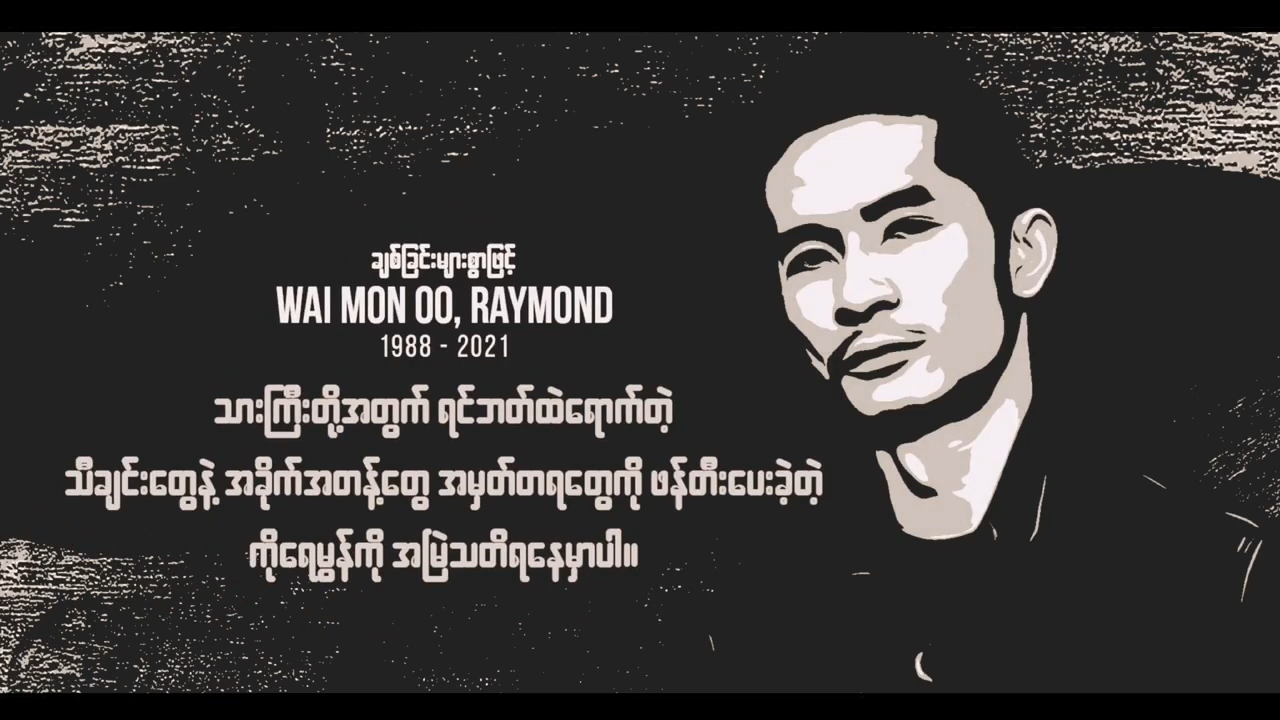 ချစ်ခြင်းများစွာဖြင့်
WAI MON OO, RAYMOND
1988 - 2021
သားကြီးတို့အတွက် ရင်ဘတ်ထဲရောက်တဲ့
သီချင်းတွေနဲ့ အခိုက်အတန့်တွေ အမှတ်တရတွေကို ဖန်တီးပေးခဲ့တဲ့
ကိုရေမွန်ကို အမြဲသတိရနေမှာပါ။